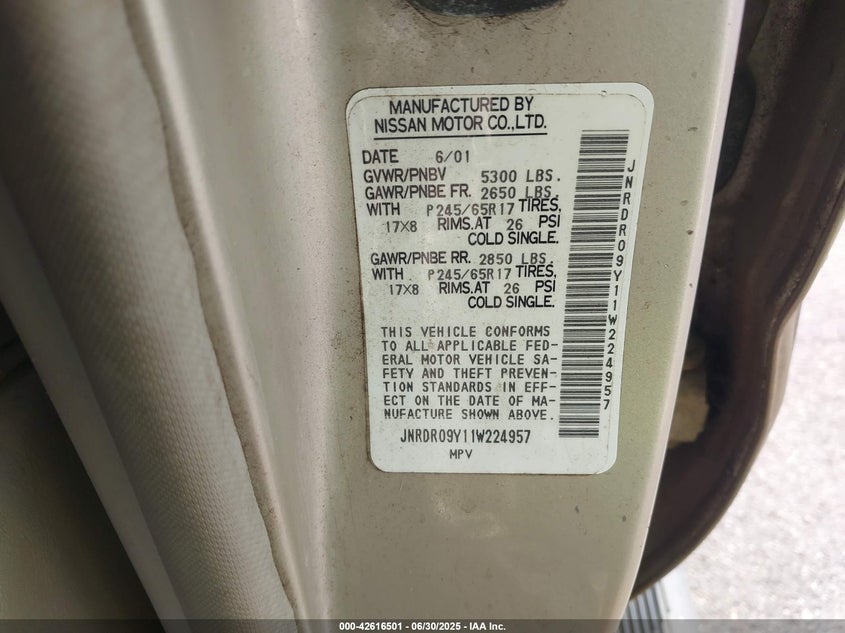 MANUFACTURED BY
NISSAN MOTOR CO.,LTD.
DATE 6/01
GVWR/PNBV 5300 LBS.
GAWR/PNBE FR. 2650 LBS.
WITH P245/65R17 TIRES,
17X8 RIMS.AT 26 PSI
COLD SINGLE.
GAWR/PNBE RR. 2850 LBS.
WITH P245/65R17 TIRES,
17X8 RIMS.AT 26 PSI
COLD SINGLE.
THIS VEHICLE CONFORMS
TO ALL APPLICABLE FED-
ERAL MOTOR VEHICLE SA-
FETY AND THEFT PREVEN-
TION STANDARDS IN EFF-
ECT ON THE DATE OF MA-
NUFACTURE SHOWN ABOVE.
JNRDR09Y11W224957
MPV
JNRDR09Y11W224957
000-42616501 - 06/30/2025 - IAA Inc.